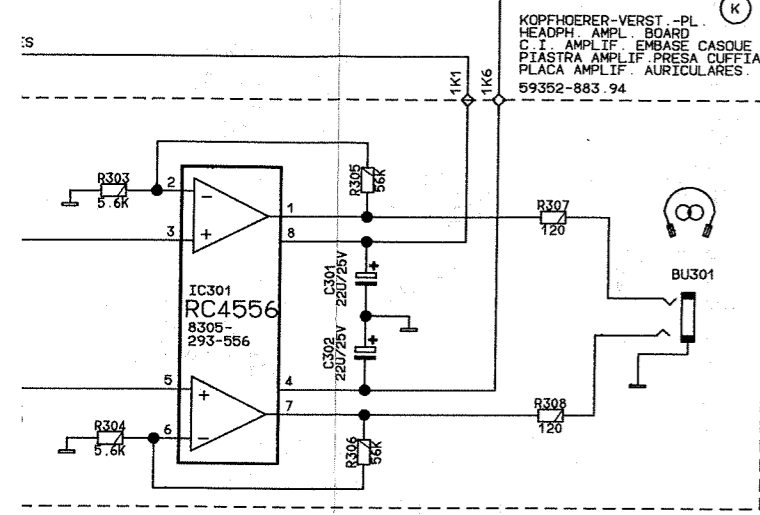 K
KOPFHOERER-VERST.-PL.
HEADPH. AMPL. BOARD
C.I. AMPLIF. EMBASE CASQUE
PIASTRA AMPLIF.PRESA CUFFIA
PLACA AMPLIF. AURICULARES.
59352-883.94
ES
1K1
1K6
R303
5.6K
2
R305
56K
1
R307
120
3
8
C301
22U/25V
BU301
IC301
RC4556
8305-
293-556
C302
22U/25V
5
4
7
R308
120
R304
5.6K
6
R306
56K